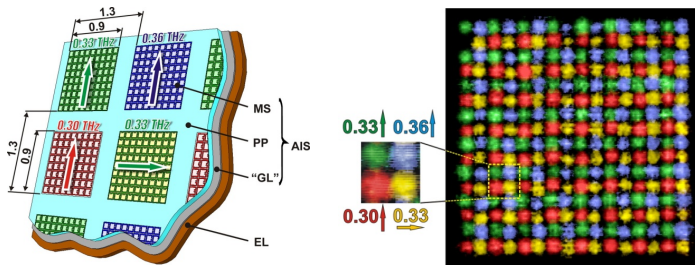 1.3
0.9
0.33 THz
0.36 THz
MS
1.3
0.9
0.30 THz
0.33 THz
PP
AIS
"GL"
EL
0.33 0.36
0.30 0.33